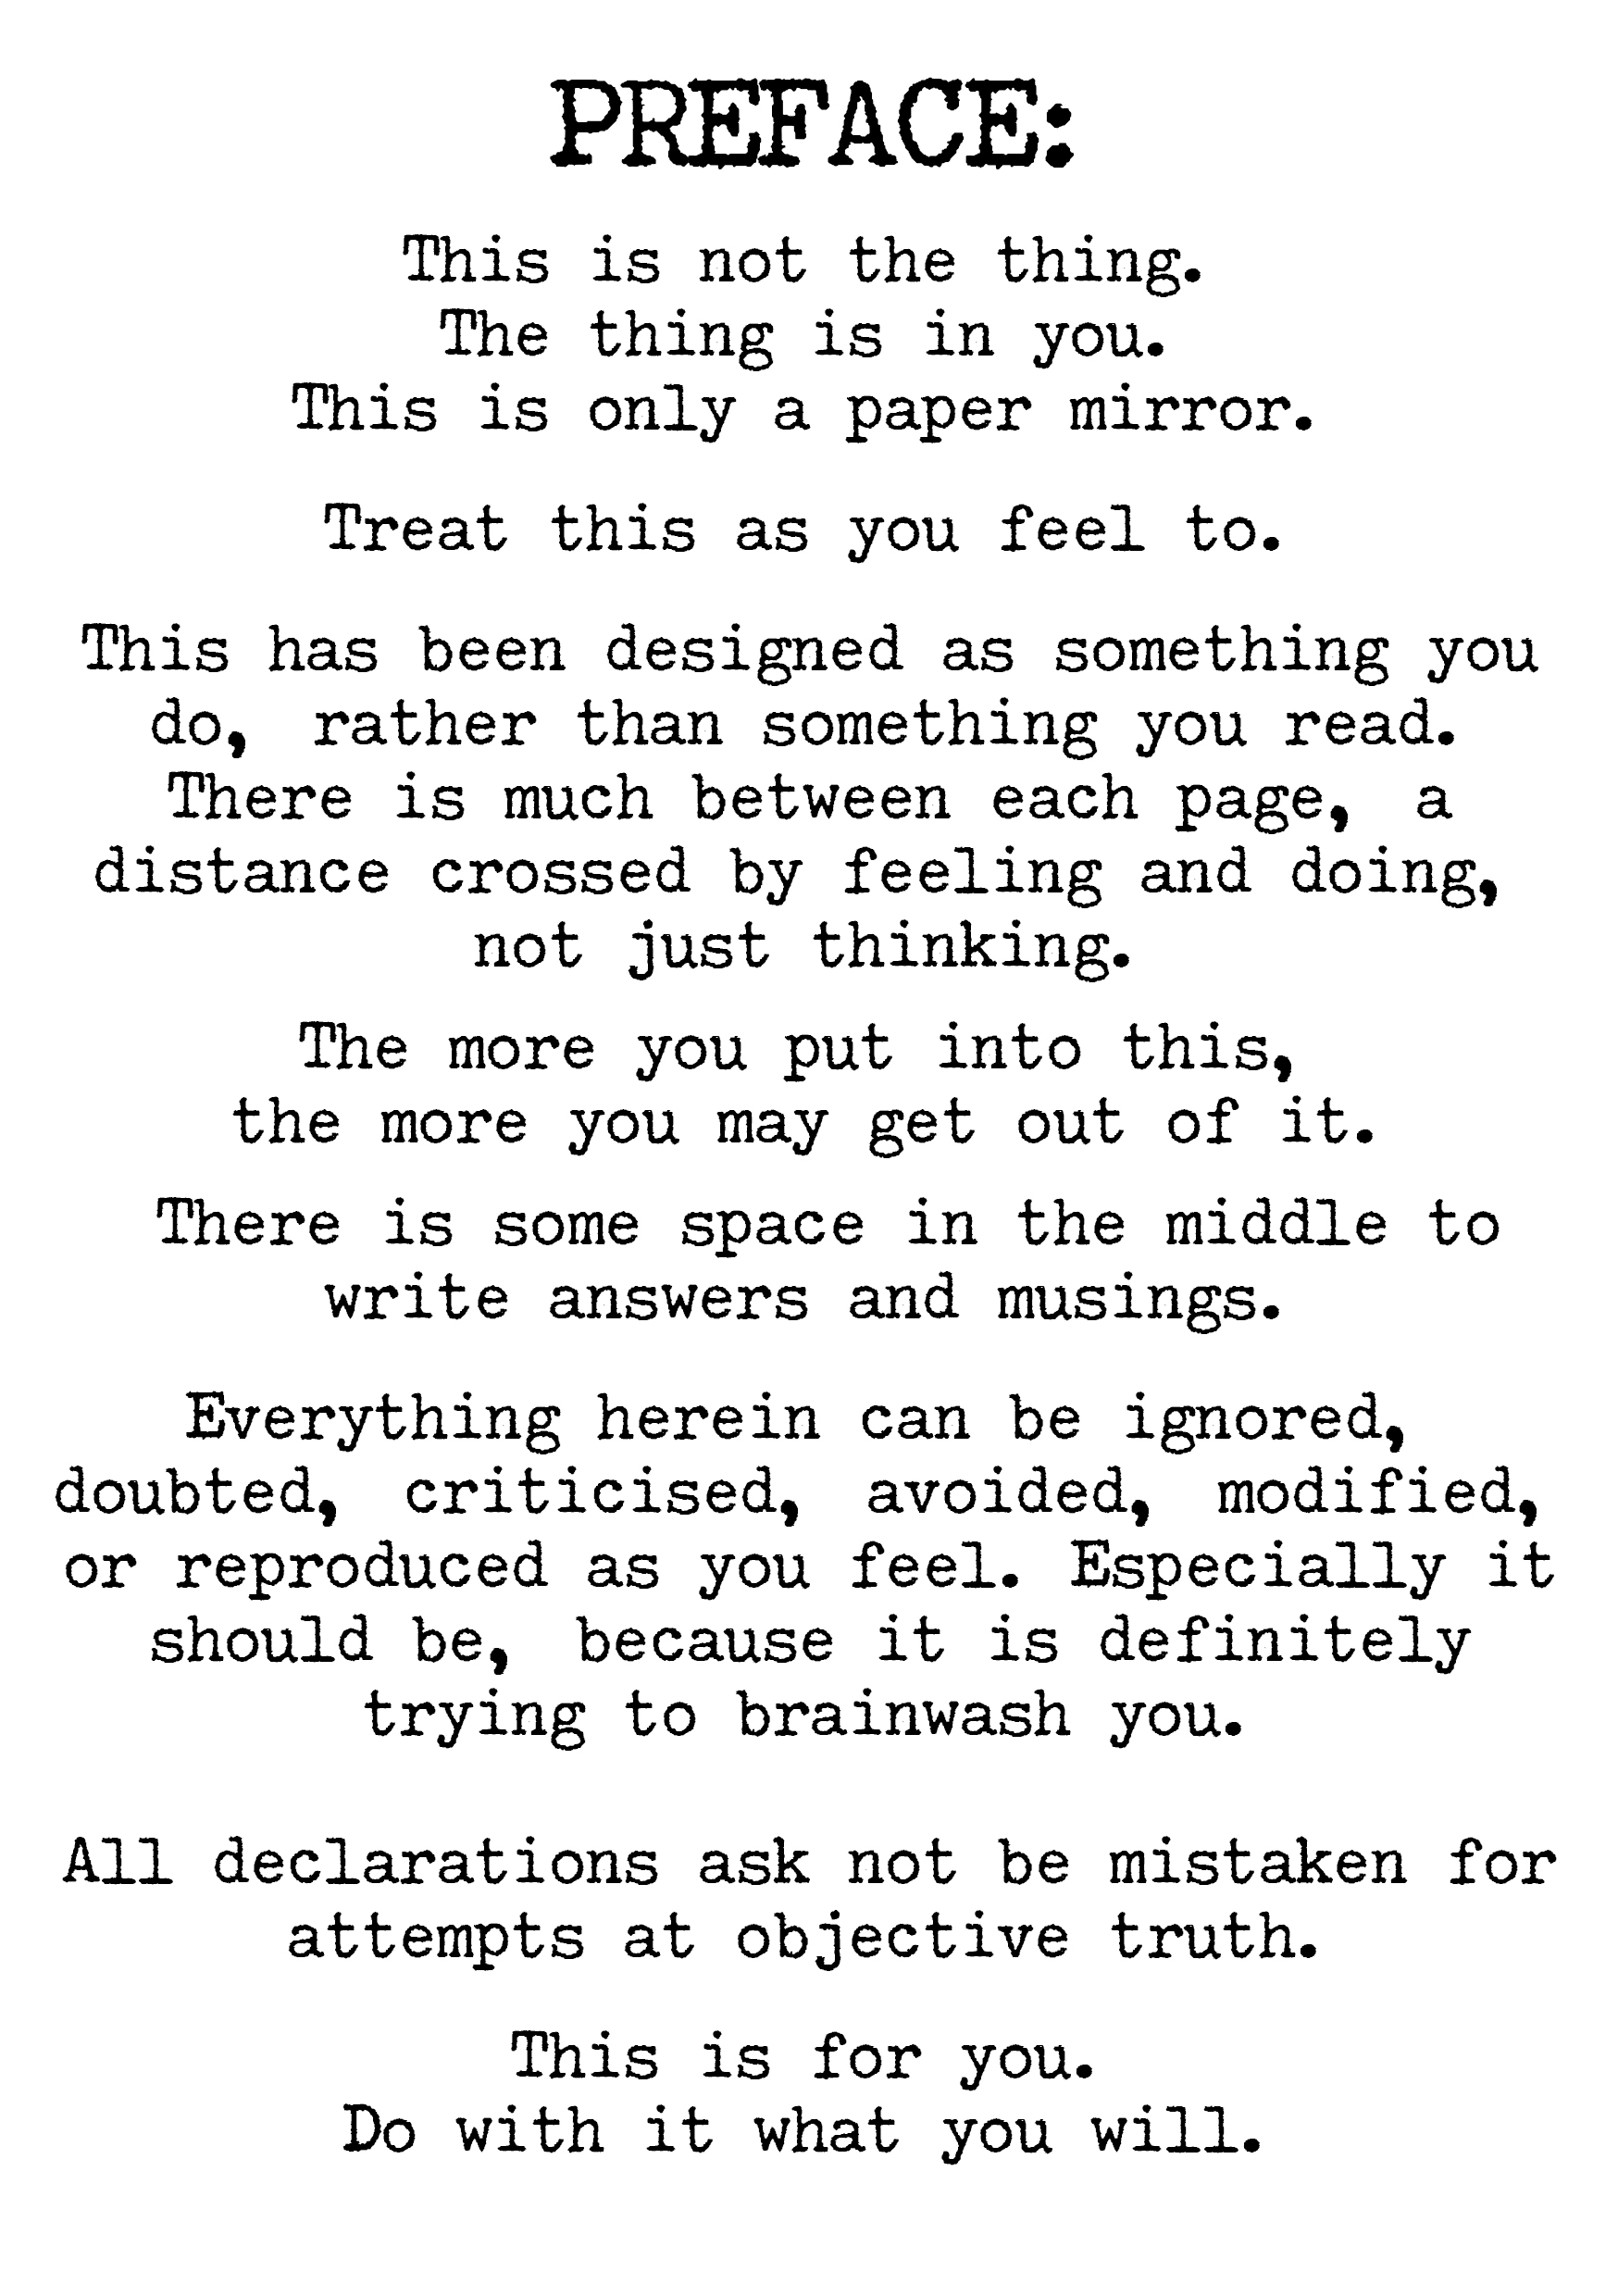 PREFACE:
This is not the thing.
The thing is in you.
This is only a paper mirror.
Treat this as you feel to.
This has been designed as something you
do, rather than something you read.
There is much between each page, a
distance crossed by feeling and doing,
not just thinking.
The more you put into this,
the more you may get out of it.
There is some space in the middle to
write answers and musings.
Everything herein can be ignored,
doubted, criticised, avoided, modified,
or reproduced as you feel. Especially it
should be, because it is definitely
trying to brainwash you.
All declarations ask not be mistaken for
attempts at objective truth.
This is for you.
Do with it what you will.